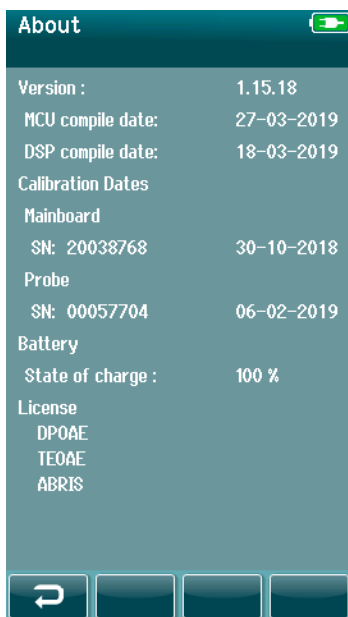 About
Version : 1.15.18
MCU compile date: 27-03-2019
DSP compile date: 18-03-2019
Calibration Dates
Mainboard
SN: 20038768 30-10-2018
Probe
SN: 00057704 06-02-2019
Battery
State of charge : 100 %
License
DPOAE
TEOAE
ABRIS